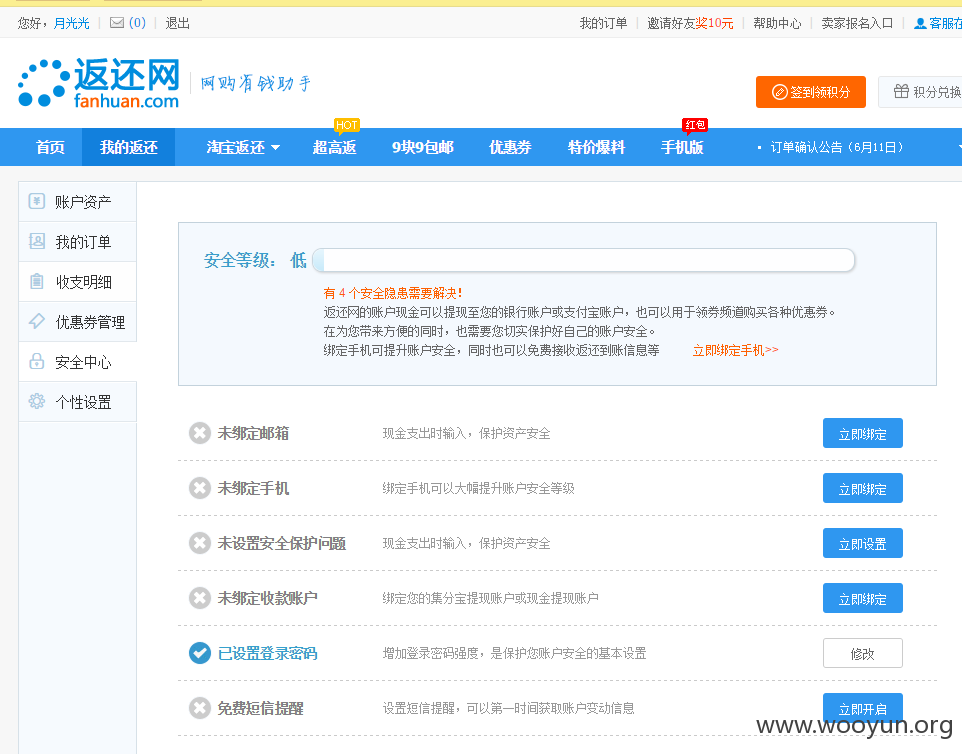 您好，月光光 (0) 退出 我的订单 邀请好友奖10元 帮助中心 卖家报名入口 客服在
返还网 fanhuan.com 网购省钱助手 签到领积分 积分兑换
HOT 红包
首页 我的返还 淘宝返还 超高返 9块9包邮 优惠券 特价爆料 手机版 · 订单确认公告（6月11日）
账户资产
我的订单
收支明细
优惠券管理
安全中心
个性设置
安全等级： 低
有 4 个安全隐患需要解决！
返还网的账户现金可以提现至您的银行账户或支付宝账户，也可以用于领券频道购买各种优惠券。
在为您带来方便的同时，也需要您切实保护好自己的账户安全。
绑定手机可提升账户安全，同时也可以免费接收返还到账信息等 立即绑定手机>>
未绑定邮箱 现金支出时输入，保护资产安全 立即绑定
未绑定手机 绑定手机可以大幅提升账户安全等级 立即绑定
未设置安全保护问题 现金支出时输入，保护资产安全 立即设置
未绑定收款账户 绑定您的集分宝提现账户或现金提现账户 立即绑定
已设置登录密码 增加登录密码强度，是保护您账户安全的基本设置 修改
免费短信提醒 设置短信提醒，可以第一时间获取账户变动信息 立即开启
www.wooyun.org